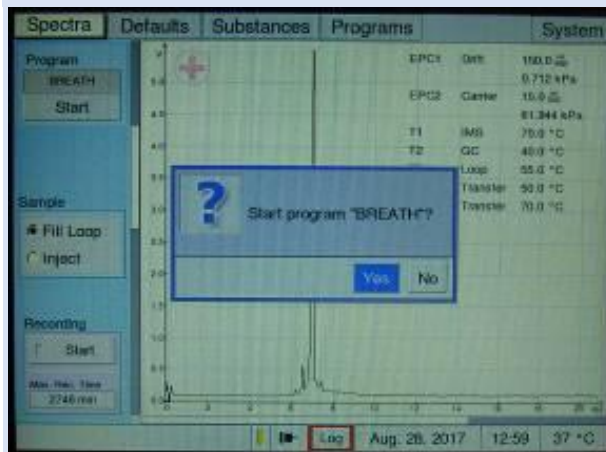 Spectra Defaults Substances Programs System
Program
BREATH
Start
Sample
Fill Loop
Inject
Recording
Start
Max. Rec. Time
2746 min
EPC1 Drift 150.0
0.712 kPa
EPC2 Carrier 15.0
kPa
T1 IMS 70.0 °C
T2 GC 40.0 °C
Loop 55.0 °C
Transfer 50.0 °C
Transfer 70.0 °C
Start program "BREATH"?
Yes No
Log Aug. 28, 2017 12:59 37 °C